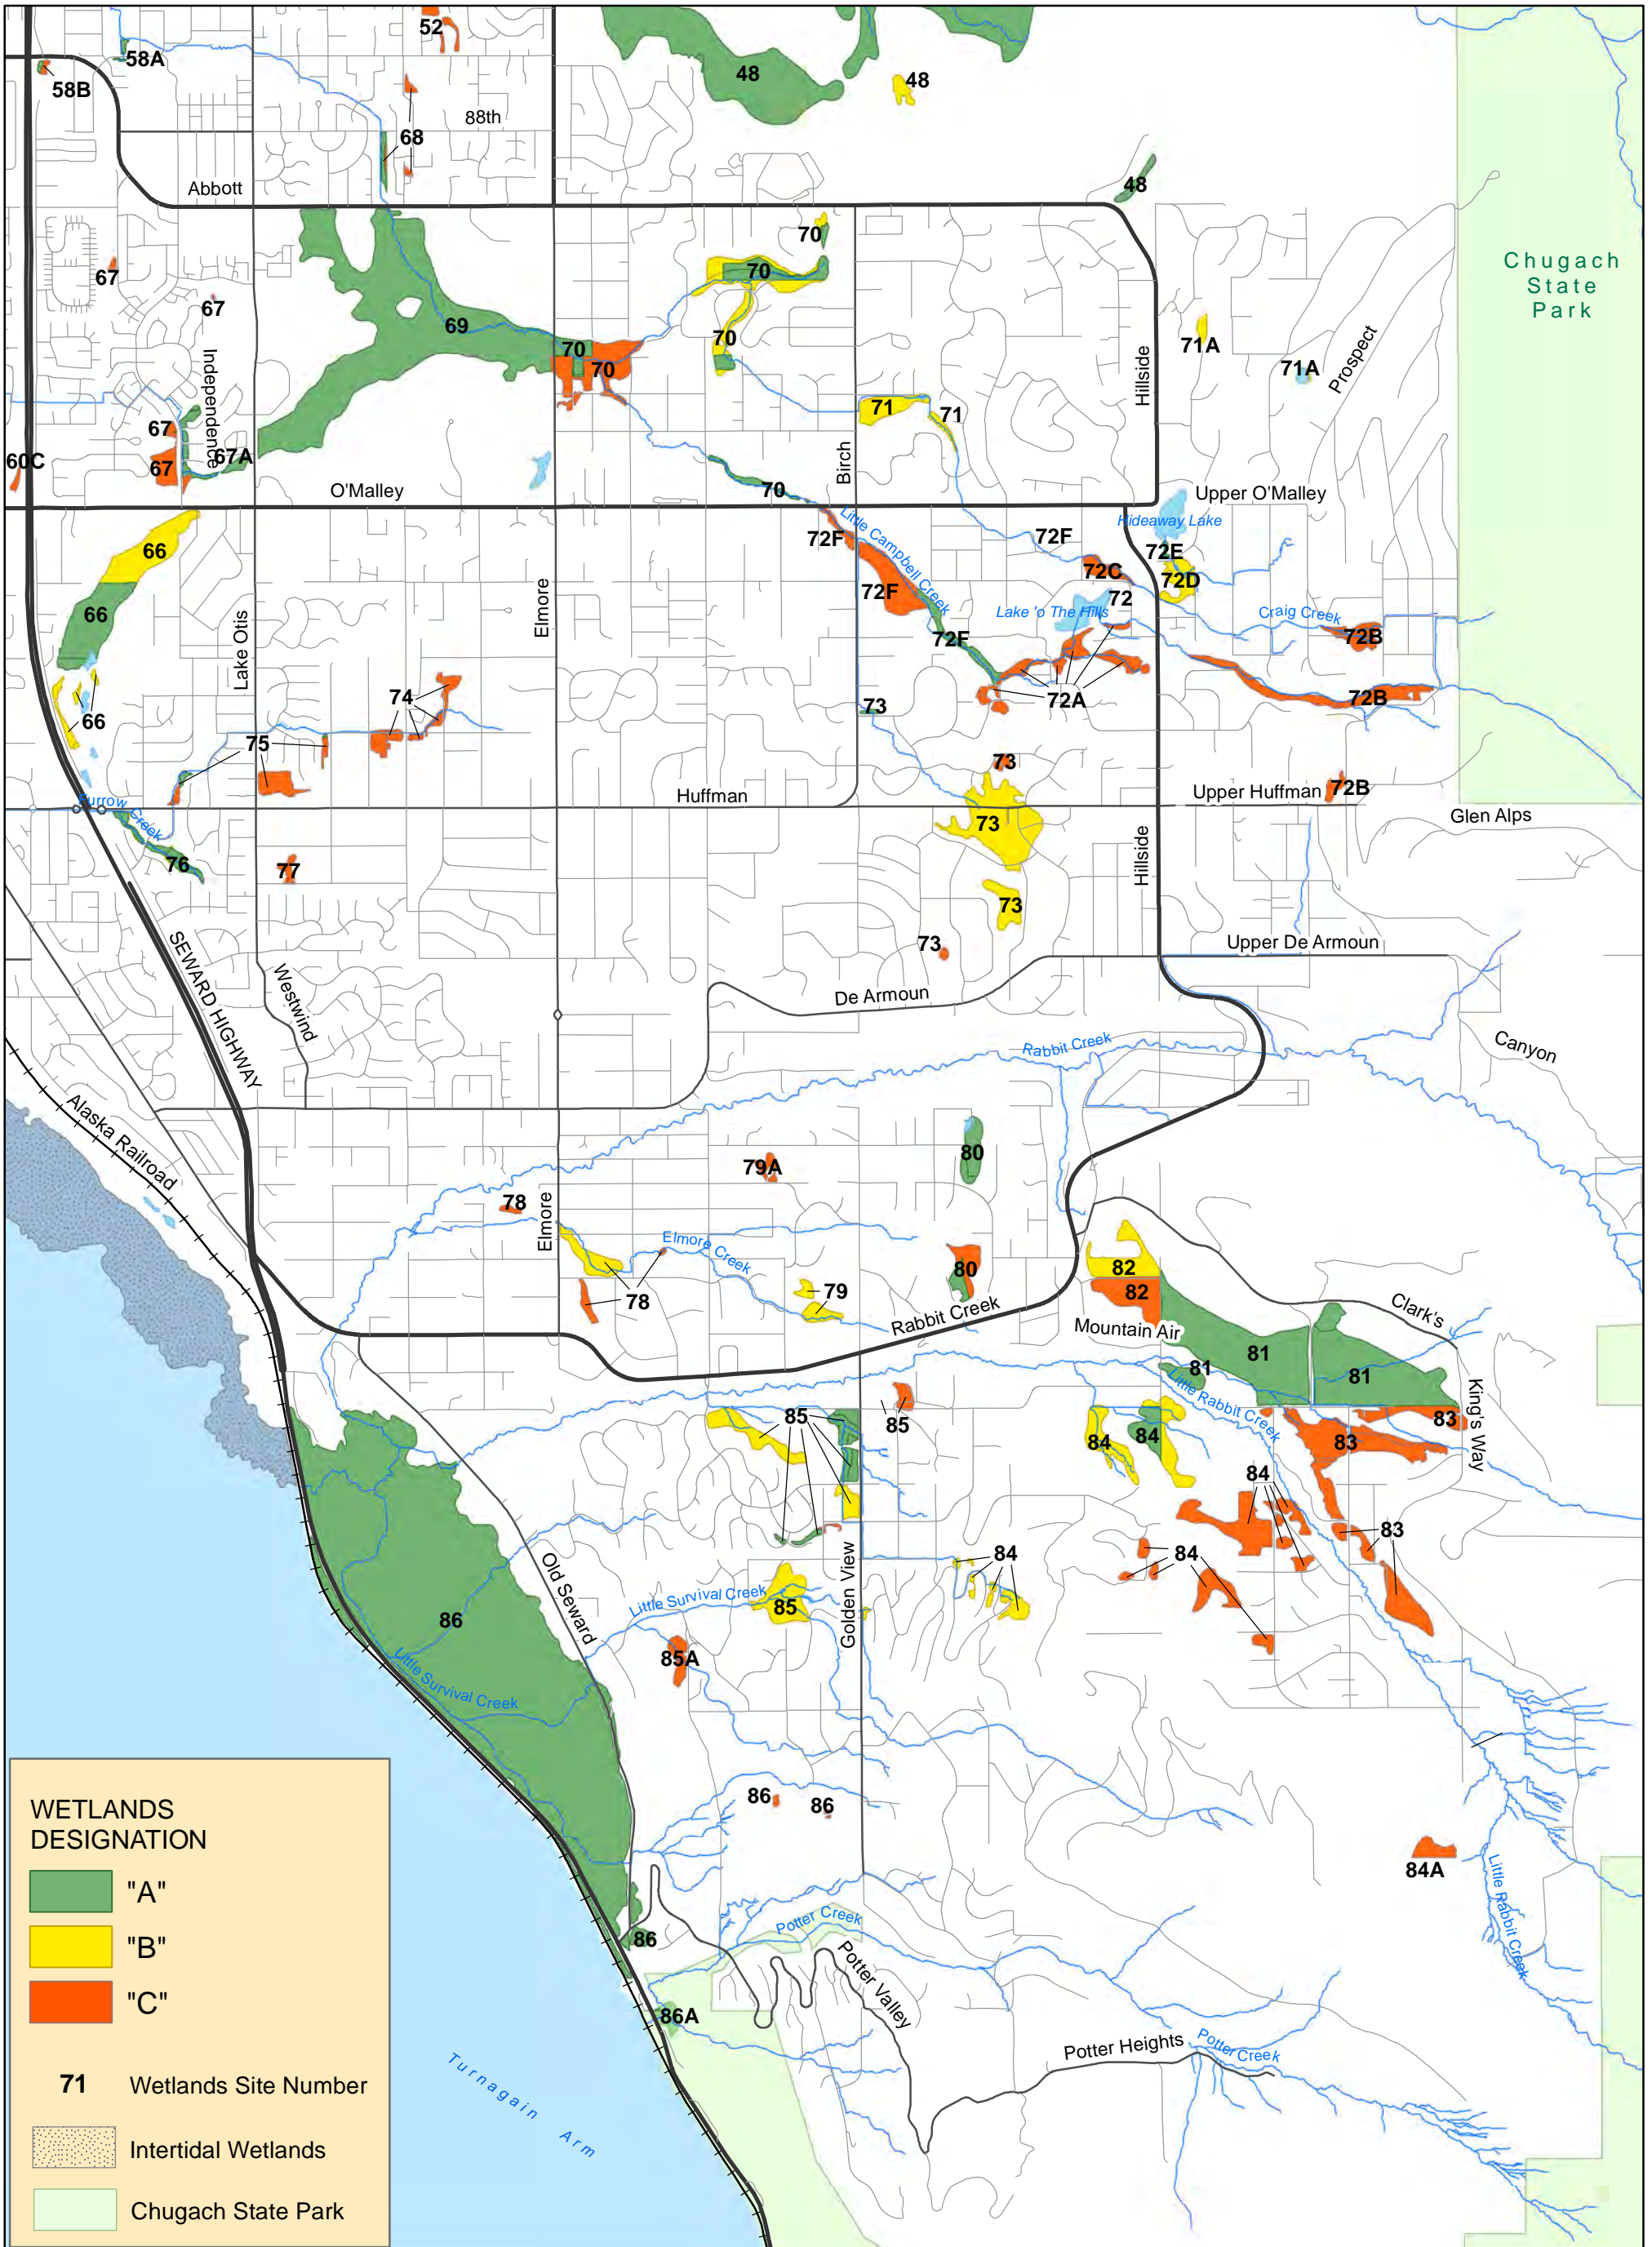 52
58A
58B
48
48
88th
68
Abbott
48
70
67
70
Chugach
State
Park
67
69
70
71A
70
70
71A
Prospect
Independence
Hillside
71
71
67
67
67A
60C
Birch
O'Malley
70
Upper O'Malley
Little Campbell Creek
Hideaway Lake
72F
72F
66
72E
72C
72D
72F
72
66
Lake 'o The Hills
Craig Creek
Elmore
72B
72F
Lake Otis
74
72A
72B
73
66
75
73
72B
Upper Huffman
Huffman
Furrow Creek
Glen Alps
73
76
77
Hillside
73
73
Upper De Armoun
SEWARD HIGHWAY
Westwind
De Armoun
Rabbit Creek
Canyon
Alaska Railroad
80
79A
78
Elmore
Elmore Creek
80
82
82
79
78
Rabbit Creek
Clark's
Mountain Air
81
81
81
Little Rabbit Creek
King's Way
85
85
83
84
84
83
84
83
84
84
Old Seward
Golden View
Little Survival Creek
85
86
85A
Little Survival Creek
86
86
84A
Little Rabbit Creek
Potter Creek
86
Potter Valley
86A
Potter Heights
Potter Creek
Turnagain Arm
WETLANDS
DESIGNATION
"A"
"B"
"C"
71 Wetlands Site Number
Intertidal Wetlands
Chugach State Park